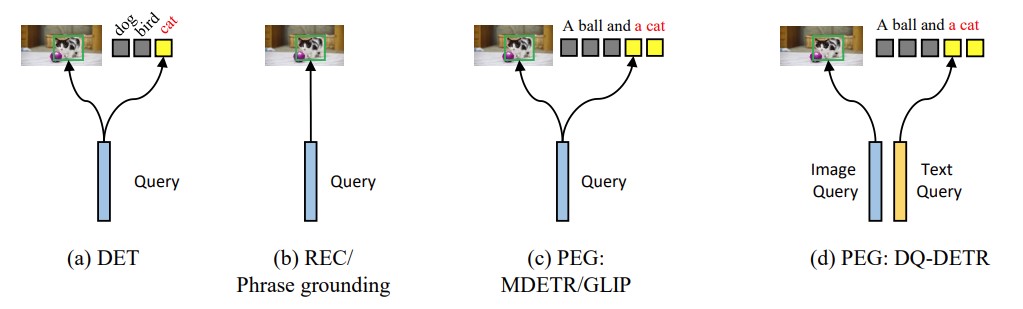 dog
bird
cat
Query
(a) DET
Query
(b) REC/
Phrase grounding
A ball and a cat
Query
(c) PEG:
MDETR/GLIP
A ball and a cat
Image
Query
Text
Query
(d) PEG: DQ-DETR